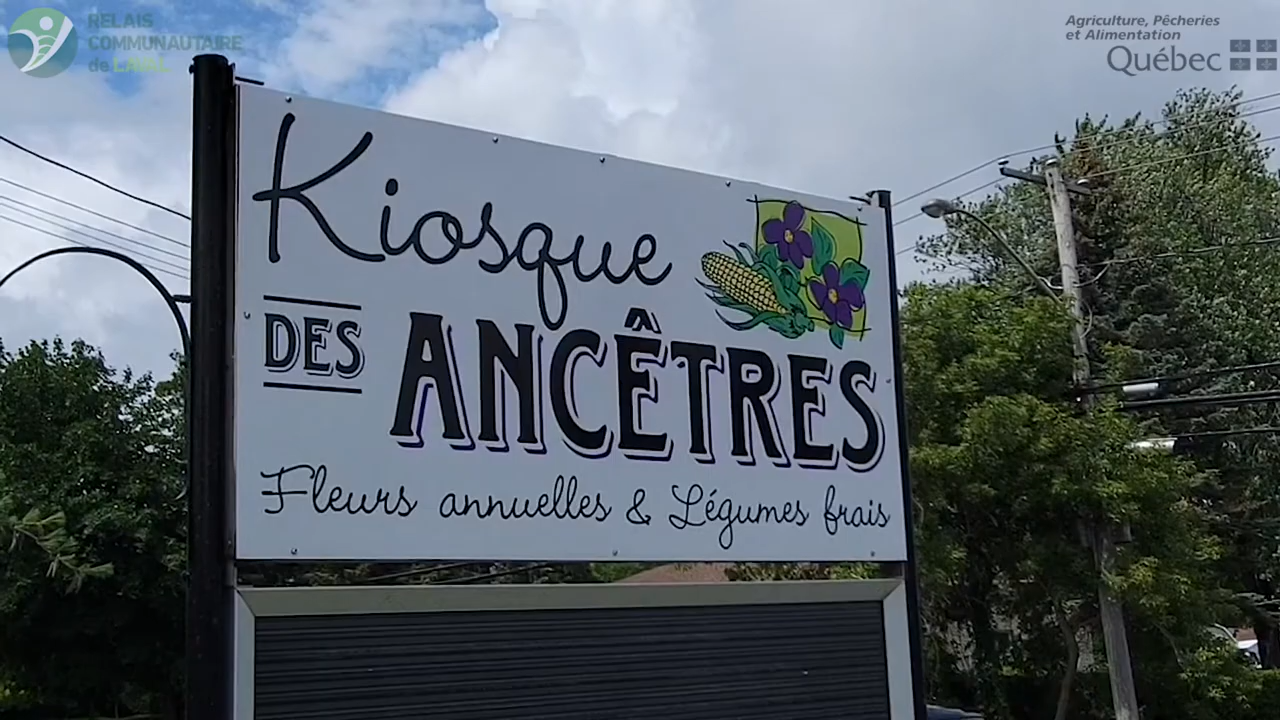 RELAIS
COMMUNAUTAIRE
de LAVAL
Agriculture, Pêcheries
et Alimentation
Québec
Kiosque
DES ANCÊTRES
Fleurs annuelles & Légumes frais